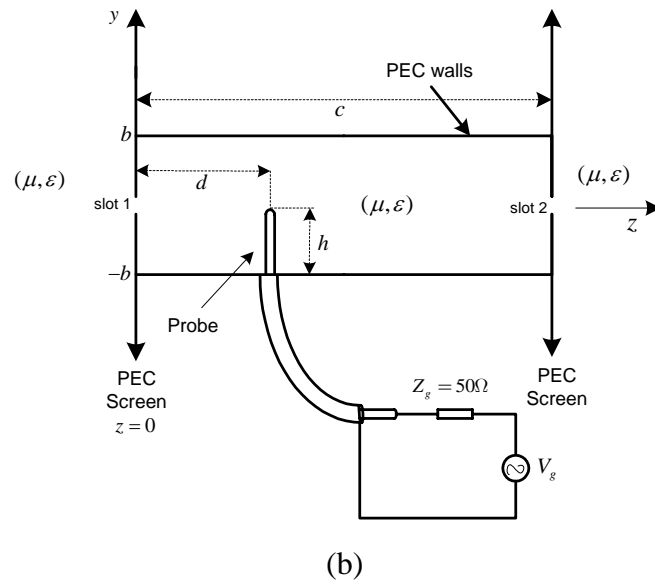 y
PEC walls
c
b
(μ, ε)
d
(μ, ε)
(μ, ε)
slot 1
slot 2
h
z
-b
Probe
PEC
Screen
z = 0
Z_g = 50Ω
PEC
Screen
V_g
(b)